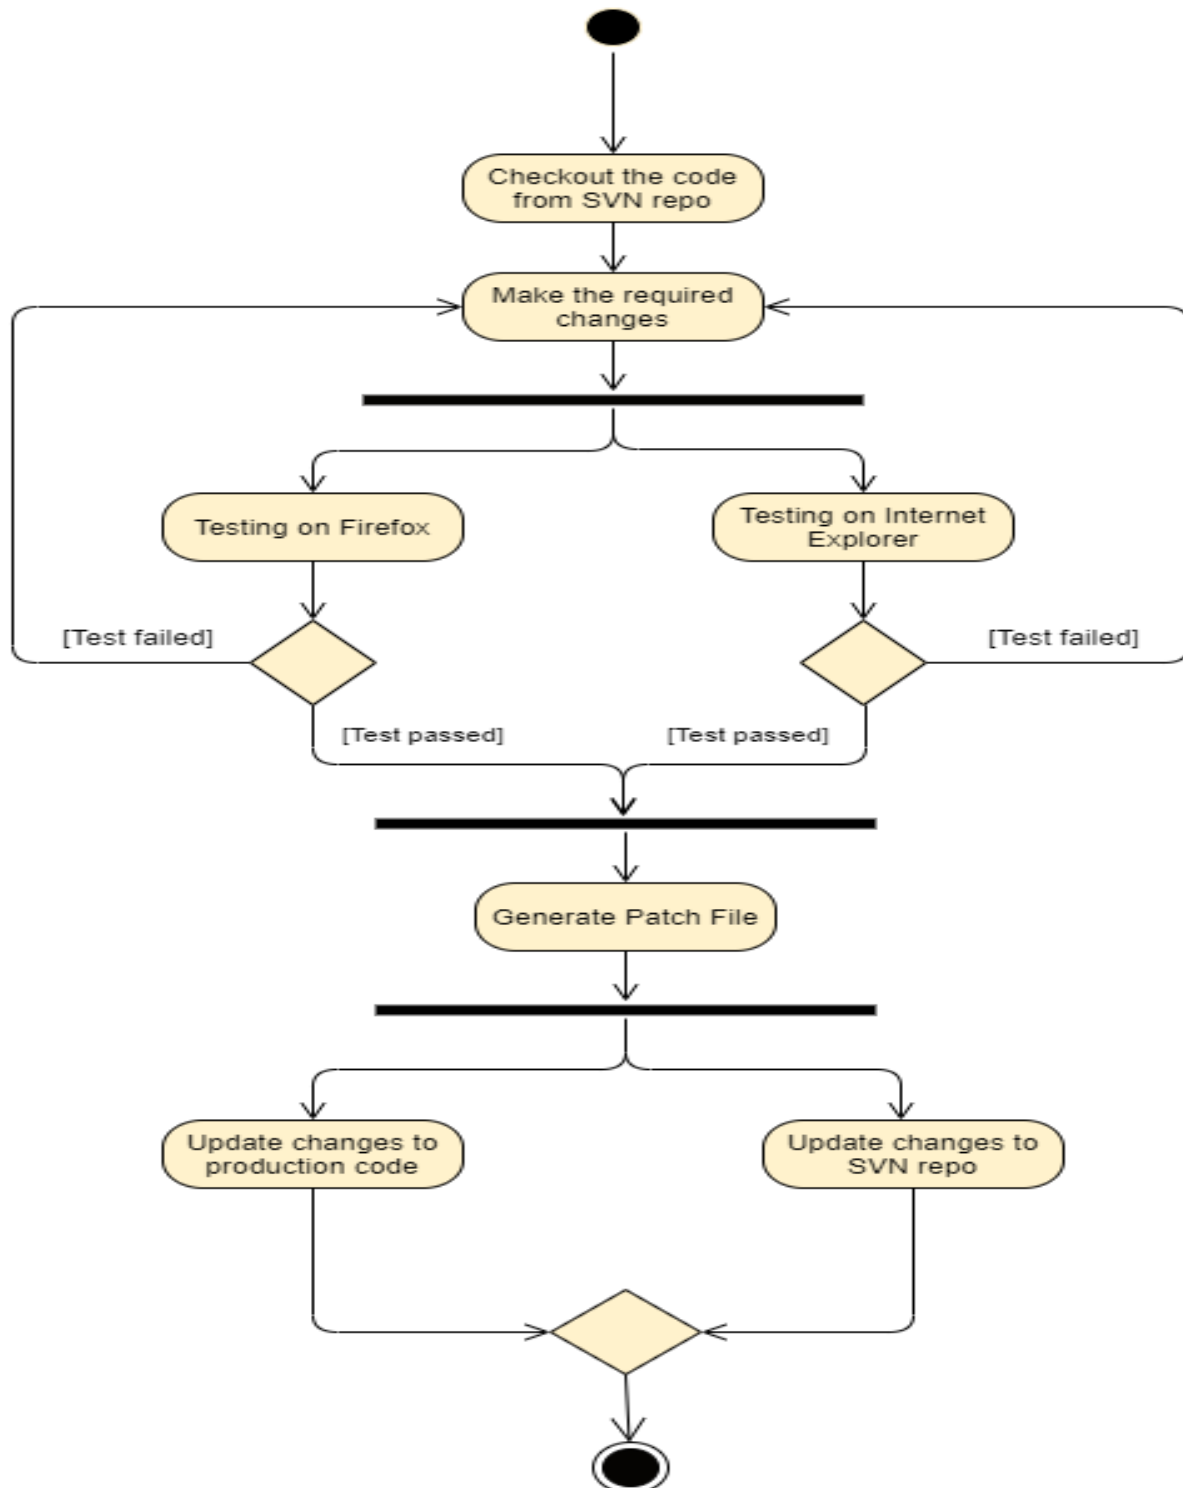 Checkout the code
from SVN repo
Make the required
changes
Testing on Firefox
Testing on Internet
Explorer
[Test failed]
[Test failed]
[Test passed]
[Test passed]
Generate Patch File
Update changes to
production code
Update changes to
SVN repo